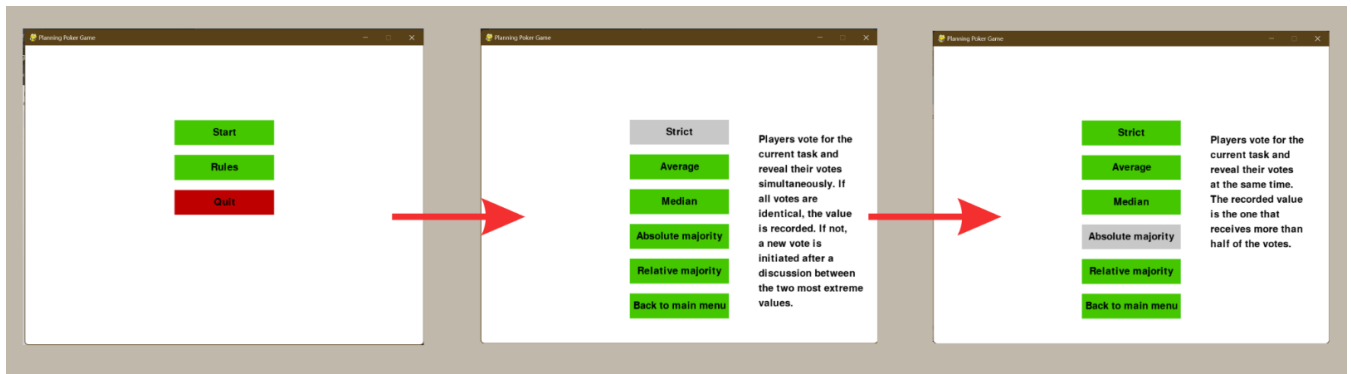 Planning Poker Game
Start
Rules
Quit
Planning Poker Game
Strict
Average
Median
Absolute majority
Relative majority
Back to main menu
Players vote for the
current task and
reveal their votes
simultaneously. If
all votes are
identical, the value
is recorded. If not,
a new vote is
initiated after a
discussion between
the two most extreme
values.
Planning Poker Game
Strict
Average
Median
Absolute majority
Relative majority
Back to main menu
Players vote for the
current task and
reveal their votes
at the same time.
The recorded value
is the one that
receives more than
half of the votes.